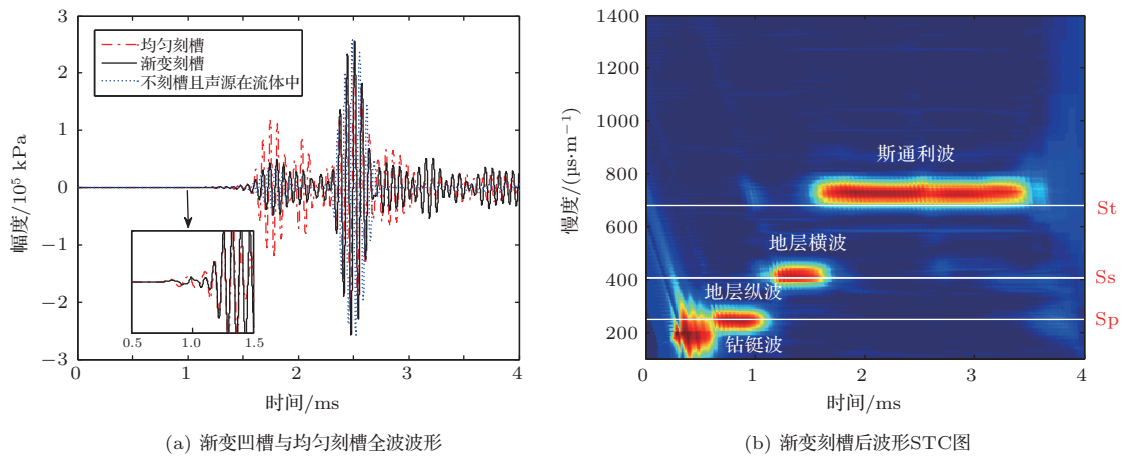 3
2
1
0
−1
−2
−3
幅度/10⁵ kPa
均匀刻槽
渐变刻槽
不刻槽且声源在流体中
0.5 1.0 1.5
0 1 2 3 4
时间/ms
(a) 渐变凹槽与均匀刻槽全波波形
1400
1200
1000
800
600
400
200
慢度/(μs·m⁻¹)
斯通利波
St
地层横波
Ss
地层纵波
Sp
钻铤波
0 1 2 3 4
时间/ms
(b) 渐变刻槽后波形STC图